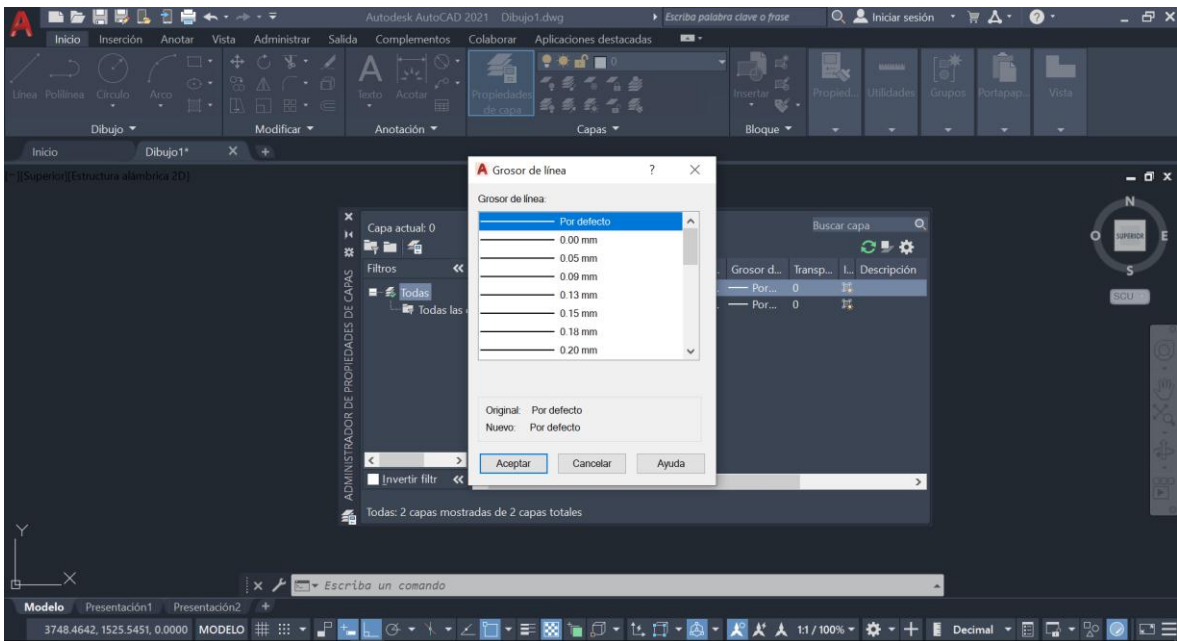 Autodesk AutoCAD 2021 Dibujo1.dwg
Escriba palabra clave o frase
Iniciar sesión
Inicio Inserción Anotar Vista Administrar Salida Complementos Colaborar Aplicaciones destacadas
0
Línea Polilínea Círculo Arco
Texto Acotar
Propiedades de capa
Insertar
Propied... Utilidades Grupos Portapap... Vista
Dibujo Modificar Anotación Capas Bloque
Inicio Dibujo1* +
[−][Superior][Estructura alámbrica 2D]
N
O SUPERIOR E
S
SCU
ADMINISTRADOR DE PROPIEDADES DE CAPAS
Capa actual: 0
Buscar capa
Filtros
Todas
Todas las
Grosor d... Transp... I... Descripción
Por... 0
Por... 0
Invertir filtr
Todas: 2 capas mostradas de 2 capas totales
Grosor de línea ?
Grosor de línea:
Por defecto
0.00 mm
0.05 mm
0.09 mm
0.13 mm
0.15 mm
0.18 mm
0.20 mm
Original: Por defecto
Nuevo: Por defecto
Aceptar Cancelar Ayuda
Y
X
Escriba un comando
Modelo Presentación1 Presentación2 +
3748.4642, 1525.5451, 0.0000 MODELO 1:1 / 100% Decimal